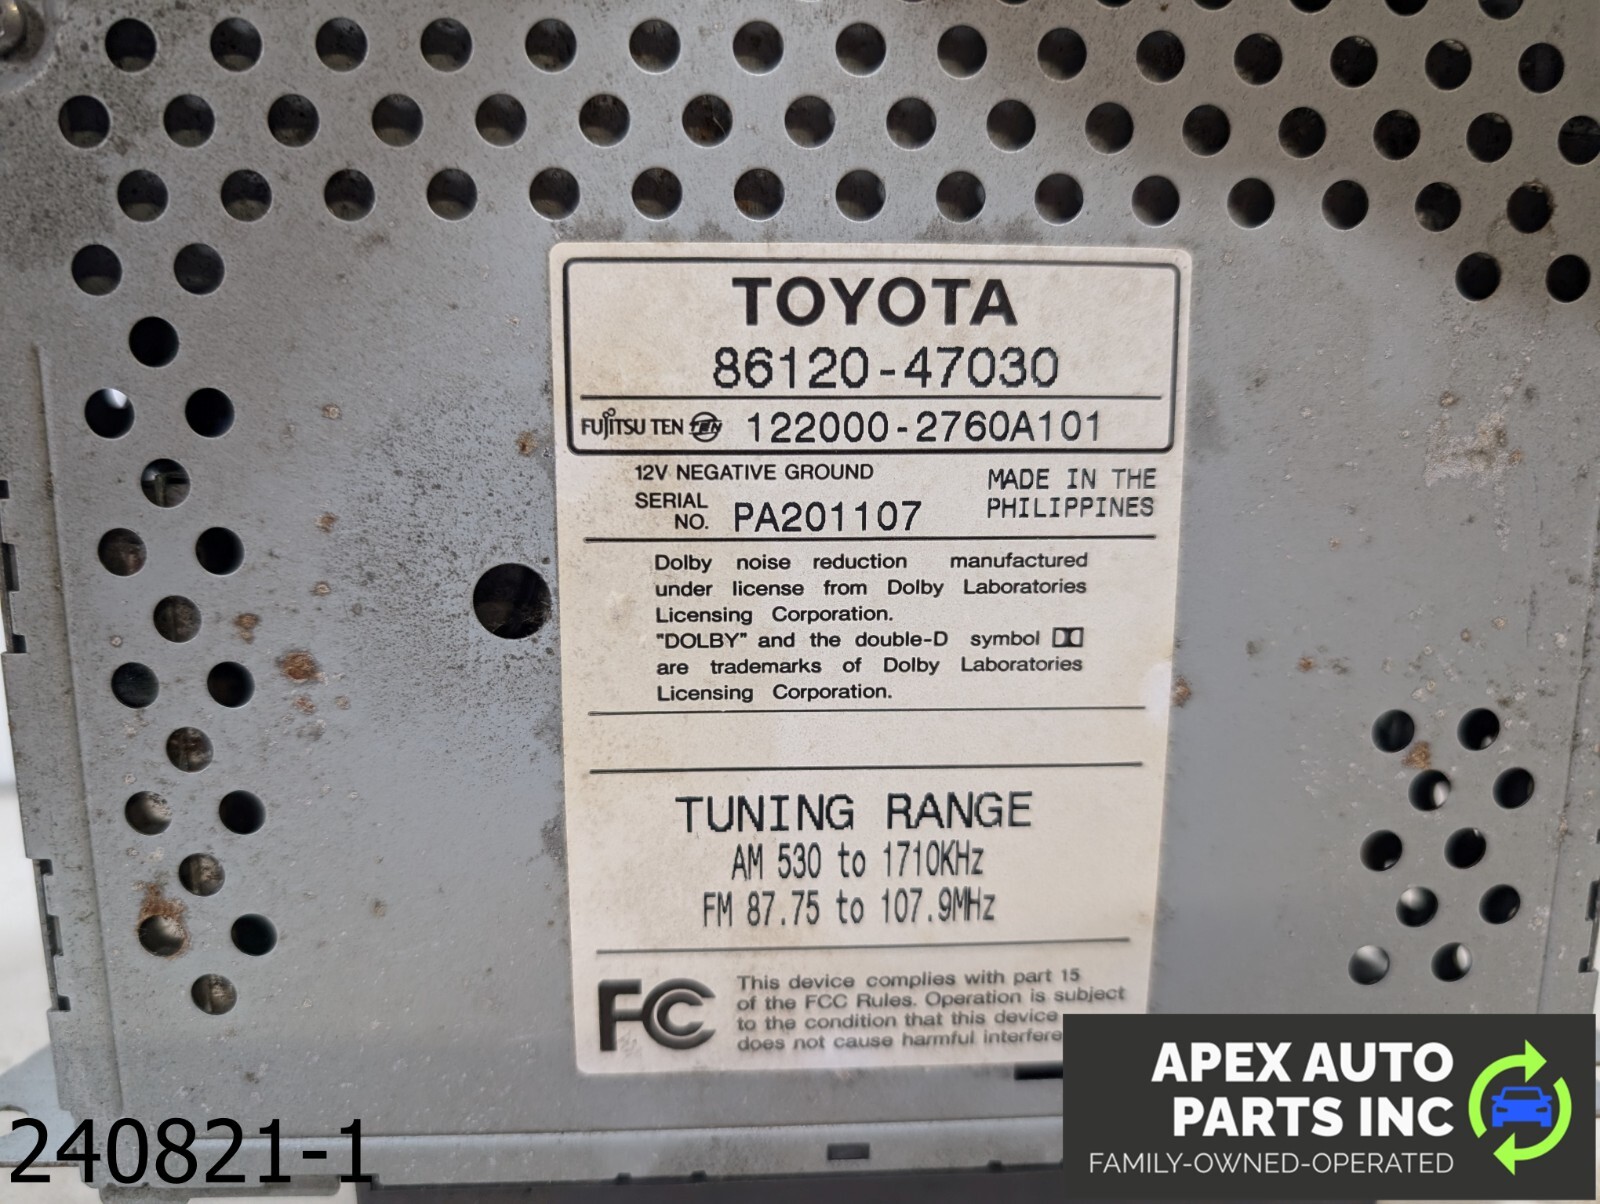 TOYOTA
86120-47030
FUJITSU TEN TEN 122000-2760A101
12V NEGATIVE GROUND
SERIAL NO. PA201107
MADE IN THE
PHILIPPINES
Dolby noise reduction manufactured
under license from Dolby Laboratories
Licensing Corporation.
"DOLBY" and the double-D symbol
are trademarks of Dolby Laboratories
Licensing Corporation.
TUNING RANGE
AM 530 to 1710KHz
FM 87.75 to 107.9MHz
FC This device complies with part 15
of the FCC Rules. Operation is subject
to the condition that this device
does not cause harmful
240821-1
APEX AUTO
PARTS INC
FAMILY-OWNED-OPERATED